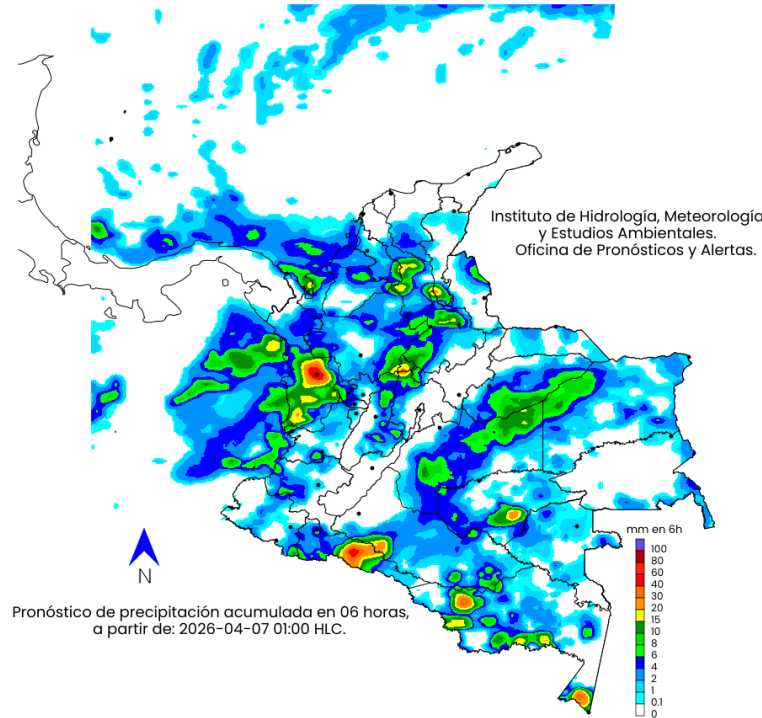 Instituto de Hidrología, Meteorología
y Estudios Ambientales.
Oficina de Pronósticos y Alertas.
mm en 6h
100
80
60
40
30
20
15
10
8
6
4
2
1
0.1
0
N
Pronóstico de precipitación acumulada en 06 horas,
a partir de: 2026-04-07 01:00 HLC.